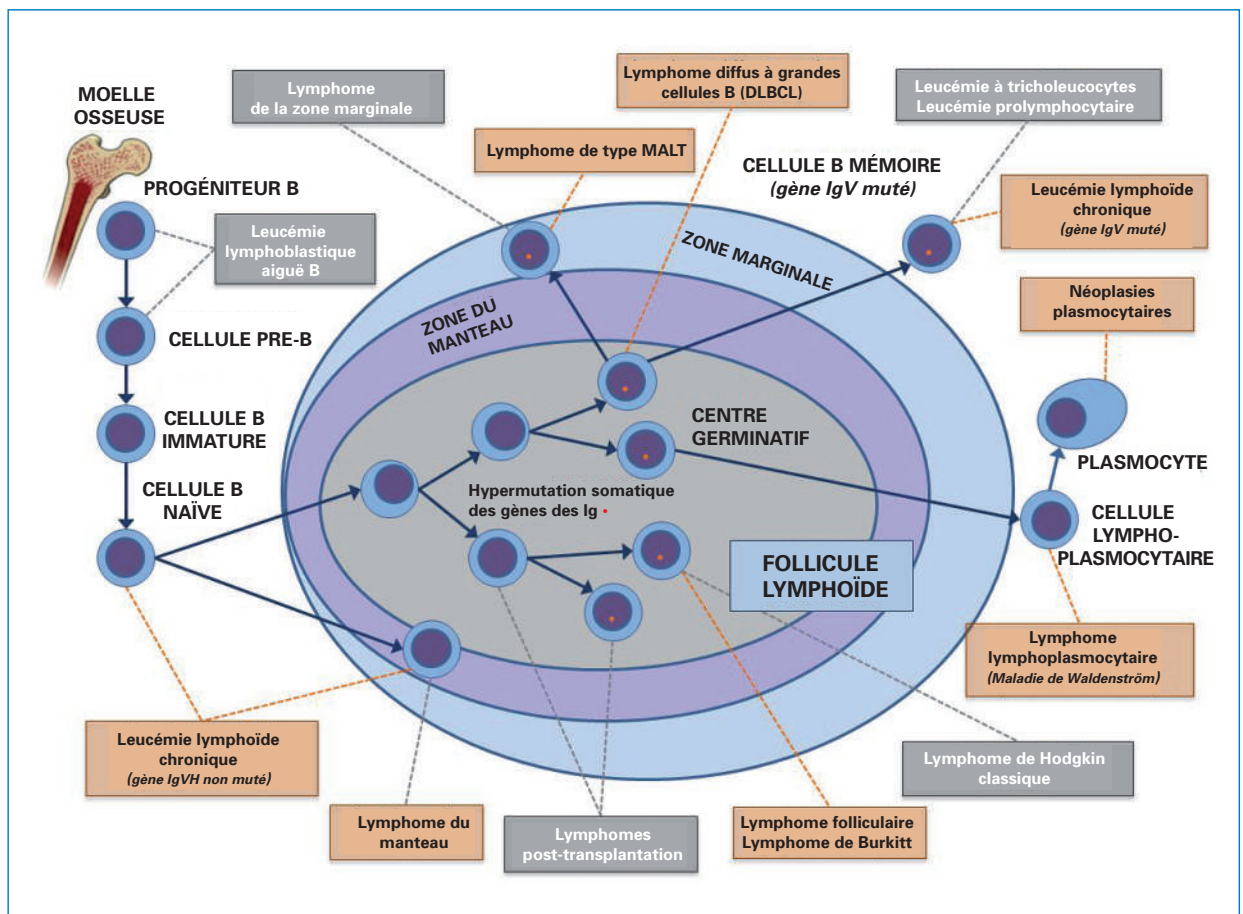 MOELLE
OSSEUSE
Lymphome
de la zone marginale
Lymphome diffus à grandes
cellules B (DLBCL)
Leucémie à tricholeucocytes
Leucémie prolymphocytaire
Lymphome de type MALT
CELLULE B MÉMOIRE
(gène IgV muté)
Leucémie lymphoïde
chronique
(gène IgV muté)
PROGÉNITEUR B
Leucémie
lymphoblastique
aiguë B
ZONE MARGINALE
ZONE DU
MANTEAU
Néoplasies
plasmocytaires
CELLULE PRE-B
CELLULE B
IMMATURE
CENTRE
GERMINATIF
PLASMOCYTE
CELLULE B
NAÏVE
Hypermutation somatique
des gènes des Ig •
CELLULE
LYMPHO-
PLASMOCYTAIRE
FOLLICULE
LYMPHOÏDE
Lymphome
lymphoplasmocytaire
(Maladie de Waldenström)
Leucémie lymphoïde
chronique
(gène IgVH non muté)
Lymphome de Hodgkin
classique
Lymphome du
manteau
Lymphomes
post-transplantation
Lymphome folliculaire
Lymphome de Burkitt